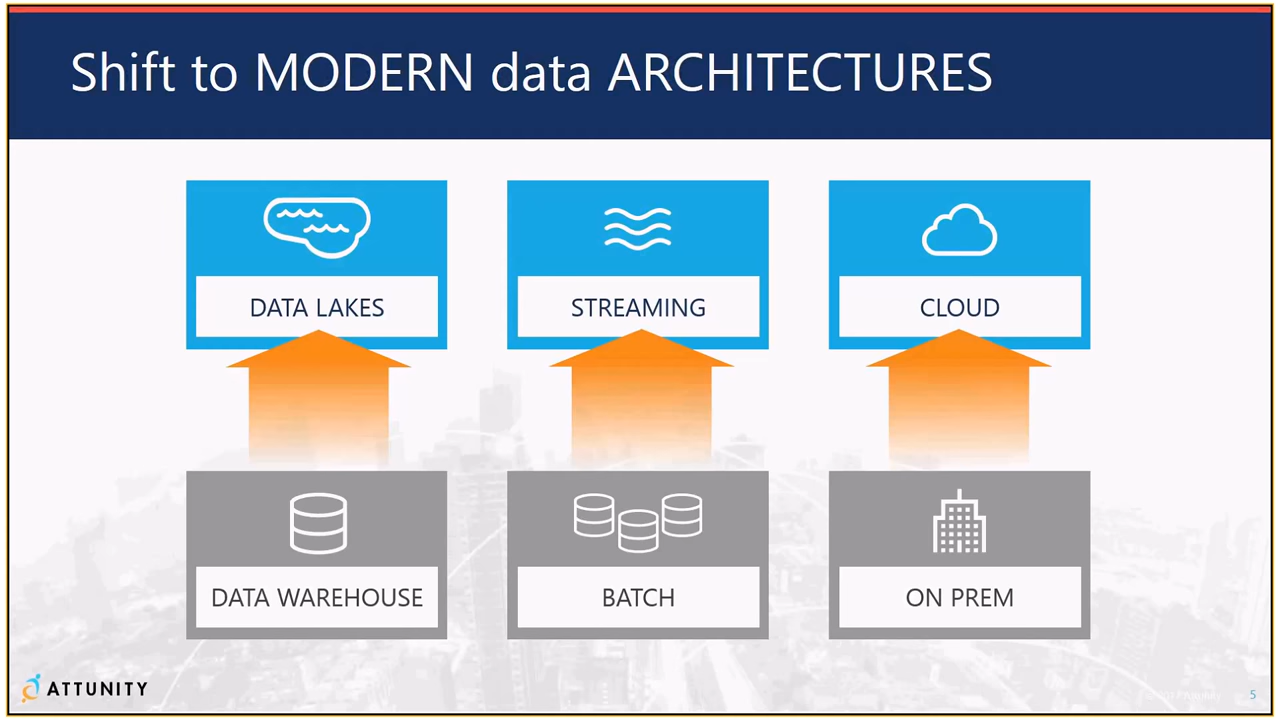 Shift to MODERN data ARCHITECTURES
DATA LAKES
STREAMING
CLOUD
DATA WAREHOUSE
BATCH
ON PREM
ATTUNITY
5